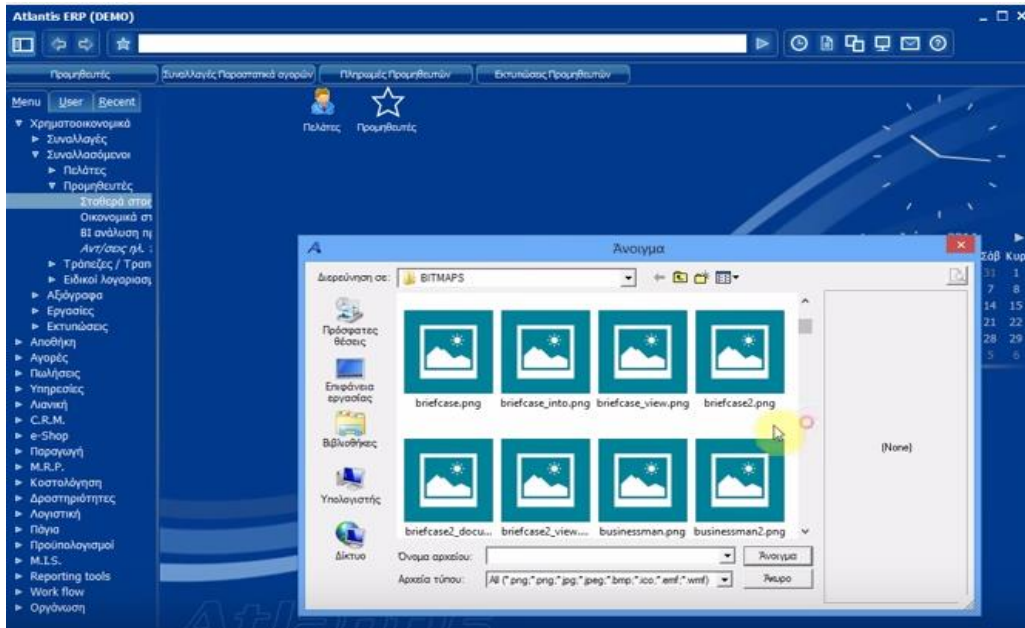 Atlantis ERP (DEMO)
Προμηθευτές
Συναλλαγές Παραστατικά αγορών
Πληρωμές Προμηθευτών
Εκτυπώσεις Προμηθευτών
Menu User Recent
Χρηματοοικονομικά
Συναλλαγές
Συναλλασόμενοι
Πελάτες
Προμηθευτές
Σταθερά στοι
Οικονομικά στ
BI ανάλυση πρ
Αντ/σεις ηλ.
Τράπεζες / Τραπ
Ειδικοί λογαριασμ
Αξιόγραφα
Εργασίες
Εκτυπώσεις
Αποθήκη
Αγορές
Πωλήσεις
Υπηρεσίες
Λιανική
C.R.M.
e-Shop
Παραγωγή
M.R.P.
Κοστολόγηση
Δραστηριότητες
Λογιστική
Πάγια
Προϋπολογισμοί
M.I.S.
Reporting tools
Work flow
Οργάνωση
Πελάτες
Προμηθευτές
Άνοιγμα
Διερεύνηση σε: BITMAPS
Πρόσφατες θέσεις
Επιφάνεια εργασίας
Βιβλιοθήκες
Υπολογιστής
Δίκτυο
briefcase.png briefcase_into.png briefcase_view.png briefcase2.png
briefcase2_docu... briefcase2_view.... businessman.png businessman2.png
Όνομα αρχείου: Άνοιγμα
Αρχεία τύπου: All (*.png;*.png;*.jpg;*.jpeg;*.bmp;*.ico;*.emf;*.wmf) Άκυρο
(None)
Σάβ Κυρ
31 1
7 8
14 15
21 22
28 29
5 6
Atlantis